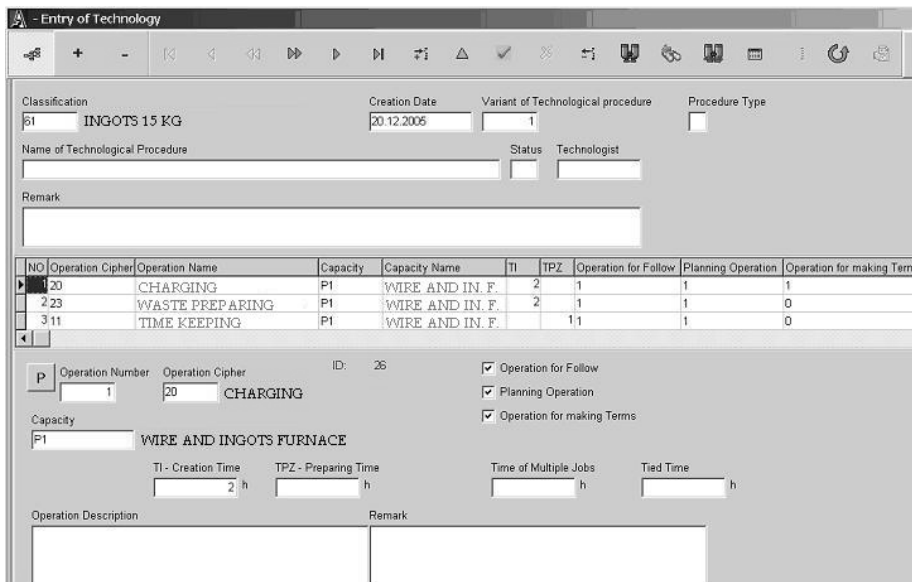 - Entry of Technology
Classification Creation Date Variant of Technological procedure Procedure Type
61 INGOTS 15 KG 20.12.2005 1
Name of Technological Procedure Status Technologist
Remark
NO Operation Cipher Operation Name Capacity Capacity Name TI TPZ Operation for Follow Planning Operation Operation for making Term
1 20 CHARGING P1 WIRE AND IN. F. 2 1 1 1
2 23 WASTE PREPARING P1 WIRE AND IN. F. 2 1 1 0
3 11 TIME KEEPING P1 WIRE AND IN. F. 1 1 1 0
P Operation Number Operation Cipher ID: 26 Operation for Follow
1 20 CHARGING Planning Operation
Capacity Operation for making Terms
P1 WIRE AND INGOTS FURNACE
TI - Creation Time TPZ - Preparing Time Time of Multiple Jobs Tied Time
2 h h h h
Operation Description Remark